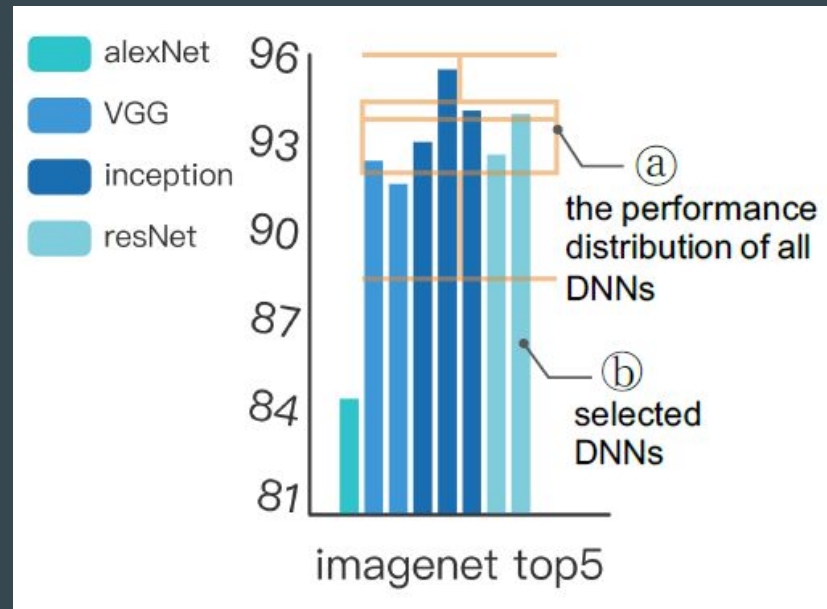 alexNet
VGG
inception
resNet
96
93
90
87
84
81
ⓐ
the performance
distribution of all
DNNs
ⓑ
selected
DNNs
imagenet top5